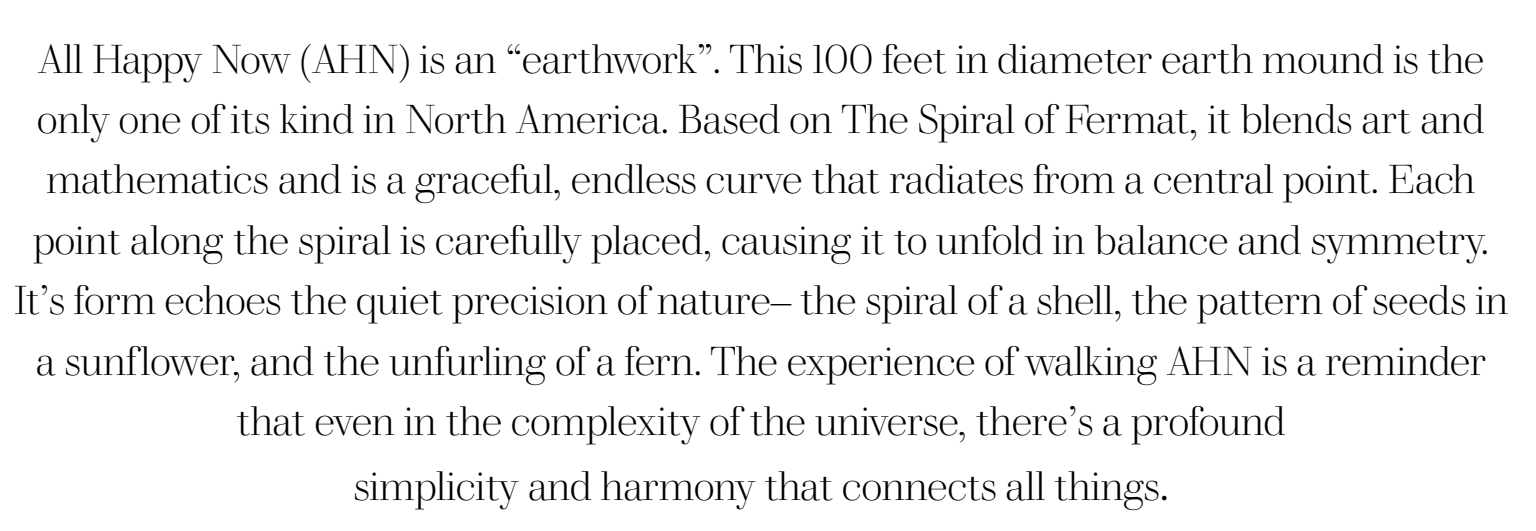 All Happy Now (AHN) is an “earthwork”. This 100 feet in diameter earth mound is the
only one of its kind in North America. Based on The Spiral of Fermat, it blends art and
mathematics and is a graceful, endless curve that radiates from a central point. Each
point along the spiral is carefully placed, causing it to unfold in balance and symmetry.
It’s form echoes the quiet precision of nature– the spiral of a shell, the pattern of seeds in
a sunflower, and the unfurling of a fern. The experience of walking AHN is a reminder
that even in the complexity of the universe, there’s a profound
simplicity and harmony that connects all things.